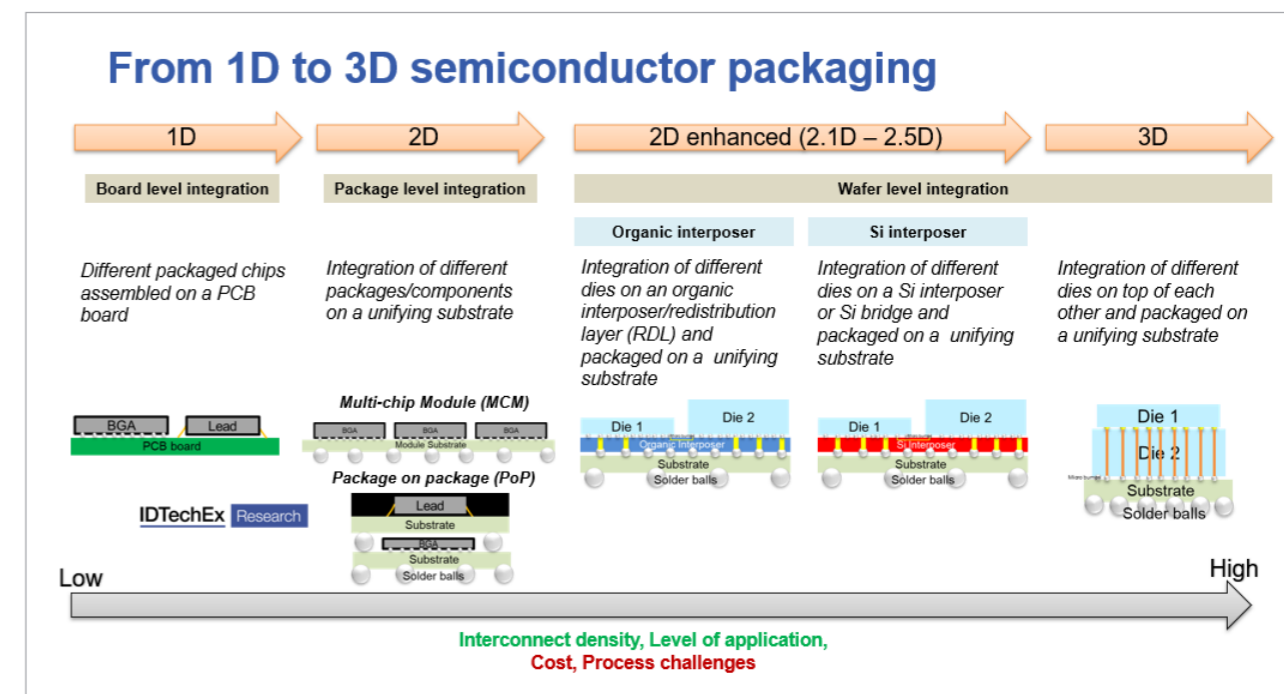 From 1D to 3D semiconductor packaging
1D
2D
2D enhanced (2.1D – 2.5D)
3D
Board level integration
Package level integration
Wafer level integration
Organic interposer
Si interposer
Different packaged chips
assembled on a PCB
board
Integration of different
packages/components
on a unifying substrate
Integration of different
dies on an organic
interposer/redistribution
layer (RDL) and
packaged on a unifying
substrate
Integration of different
dies on a Si interposer
or Si bridge and
packaged on a unifying
substrate
Integration of different
dies on top of each
other and packaged on
a unifying substrate
BGA
Lead
PCB board
Multi-chip Module (MCM)
BGA
BGA
BGA
Module Substrate
Package on package (PoP)
Lead
Substrate
BGA
Substrate
Solder balls
Die 1
Die 2
Organic interposer
Substrate
Solder balls
Die 1
Die 2
Si interposer
Substrate
Solder balls
Die 1
Die 2
Substrate
Solder balls
IDTechEx Research
Low
High
Interconnect density, Level of application,
Cost, Process challenges